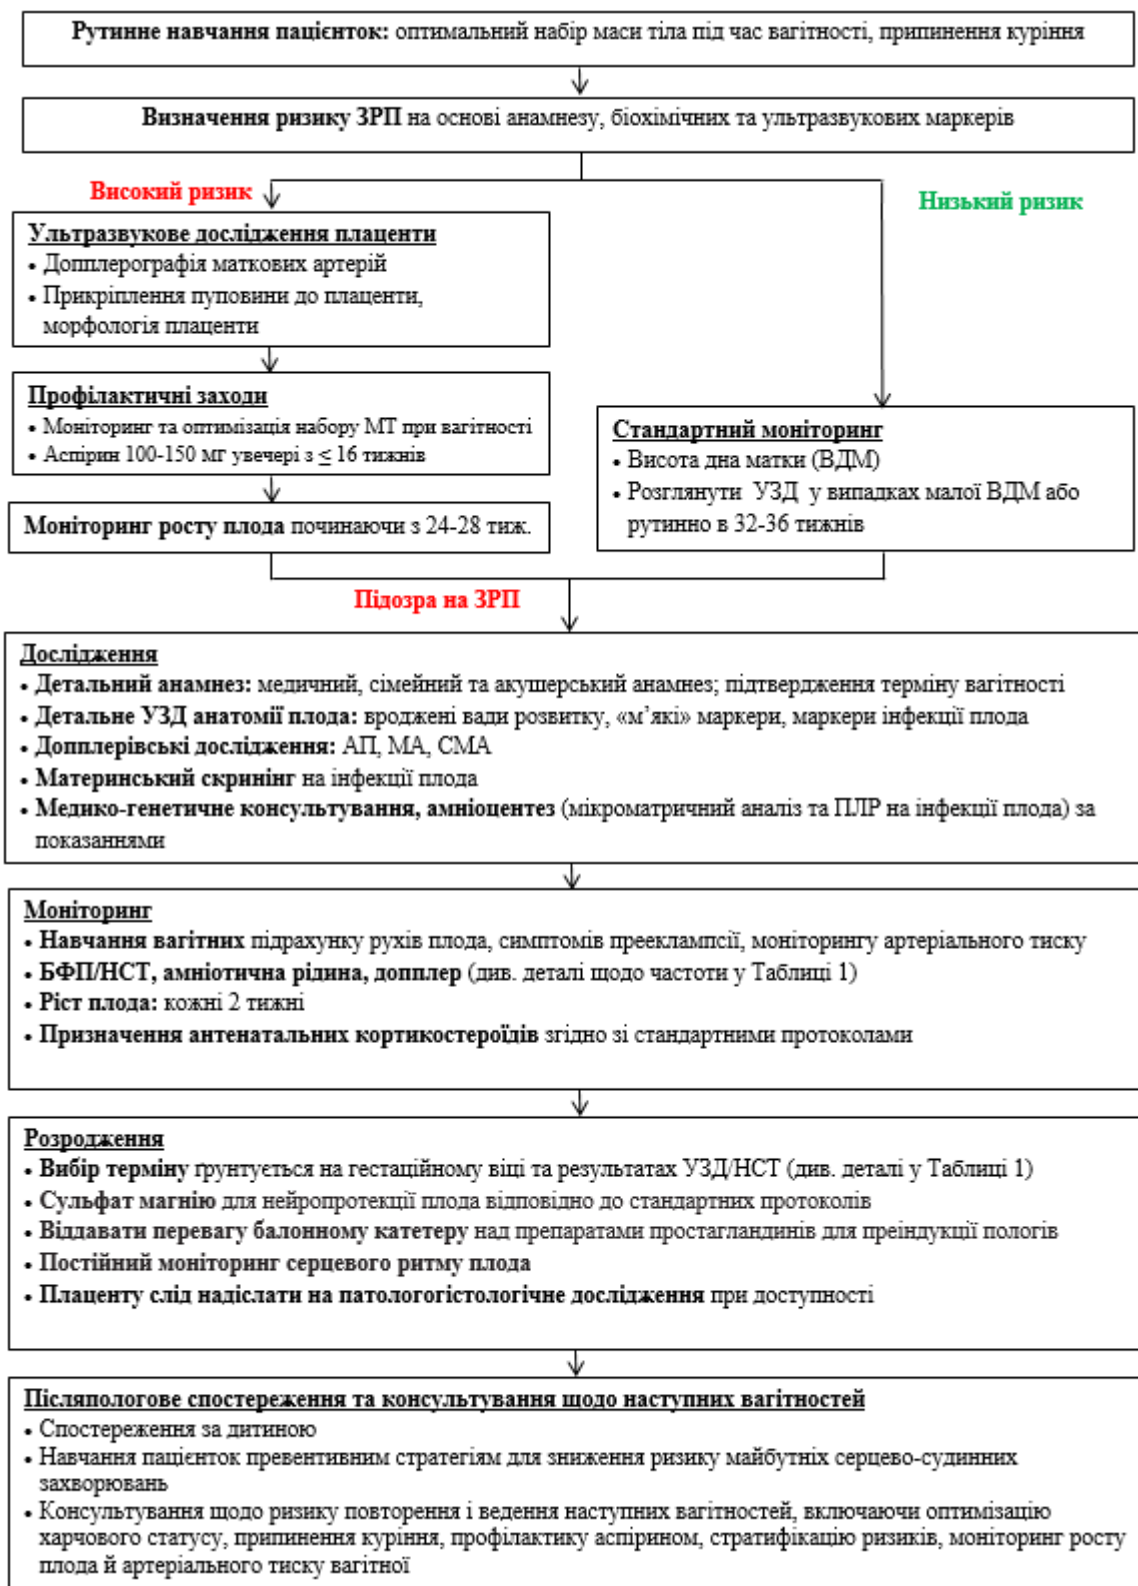 Рутинне навчання пацієнток: оптимальний набір маси тіла під час вагітності, припинення куріння
Визначення ризику ЗРП на основі анамнезу, біохімічних та ультразвукових маркерів
Високий ризик
Низький ризик
Ультразвукове дослідження плаценти
• Допплерографія маткових артерій
• Прикріплення пуповини до плаценти,
морфологія плаценти
Профілактичні заходи
• Моніторинг та оптимізація набору МТ при вагітності
• Аспірин 100-150 мг увечері з ≤ 16 тижнів
Моніторинг росту плода починаючи з 24-28 тиж.
Стандартний моніторинг
• Висота дна матки (ВДМ)
• Розглянути УЗД у випадках малої ВДМ або
рутинно в 32-36 тижнів
Підозра на ЗРП
Дослідження
• Детальний анамнез: медичний, сімейний та акушерський анамнез; підтвердження терміну вагітності
• Детальне УЗД анатомії плода: вроджені вади розвитку, «м’які» маркери, маркери інфекції плода
• Допплерівські дослідження: АП, МА, СМА
• Материнський скринінг на інфекції плода
• Медико-генетичне консультування, амніоцентез (мікроматричний аналіз та ПЛР на інфекції плода) за
показаннями
Моніторинг
• Навчання вагітних підрахунку рухів плода, симптомів прееклампсії, моніторингу артеріального тиску
• БФП/НСТ, амніотична рідина, допплер (див. деталі щодо частоти у Таблиці 1)
• Ріст плода: кожні 2 тижні
• Призначення антенатальних кортикостероїдів згідно зі стандартними протоколами
Розродження
• Вибір терміну ґрунтується на гестаційному віці та результатах УЗД/НСТ (див. деталі у Таблиці 1)
• Сульфат магнію для нейропротекції плода відповідно до стандартних протоколів
• Віддавати перевагу балонному катетеру над препаратами простагландинів для преіндукції пологів
• Постійний моніторинг серцевого ритму плода
• Плаценту слід надіслати на патологогістологічне дослідження при доступності
Післяпологове спостереження та консультування щодо наступних вагітностей
• Спостереження за дитиною
• Навчання пацієнток превентивним стратегіям для зниження ризику майбутніх серцево-судинних
захворювань
• Консультування щодо ризику повторення і ведення наступних вагітностей, включаючи оптимізацію
харчового статусу, припинення куріння, профілактику аспірином, стратифікацію ризиків, моніторинг росту
плода й артеріального тиску вагітної